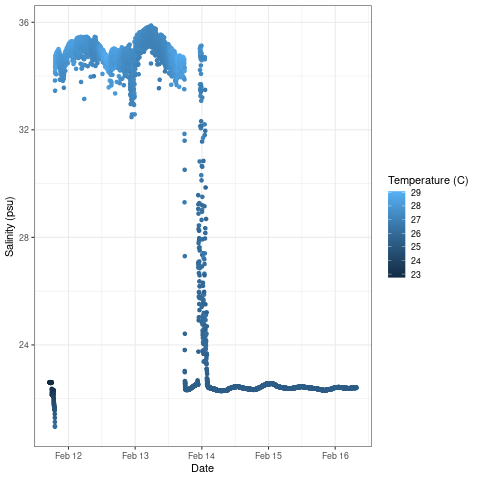 36
32
28
24
Salinity (psu)
Feb 12
Feb 13
Feb 14
Feb 15
Feb 16
Date
Temperature (C)
29
28
27
26
25
24
23